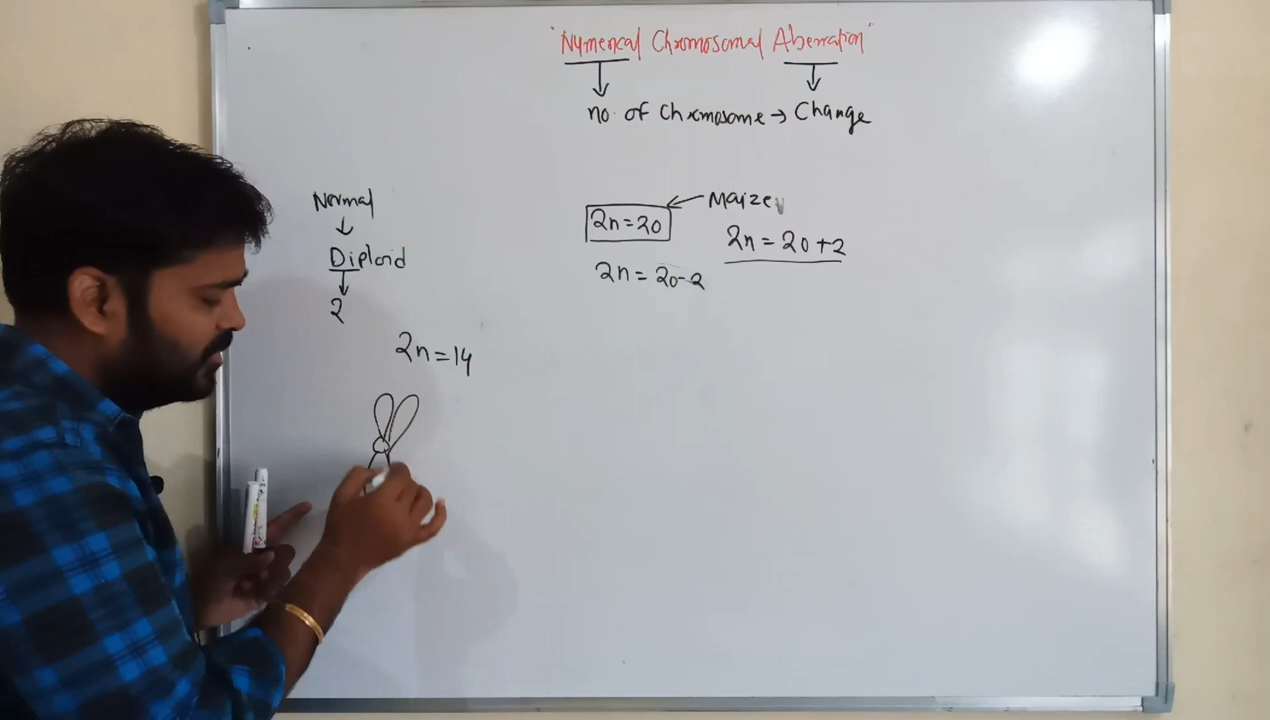 "Numerical Chromosomal Aberration"
no. of Chromosome → Change
Normal
Diploid
2
2n = 14
2n = 20
Maize
2n = 20 + 2
2n = 20 - 2